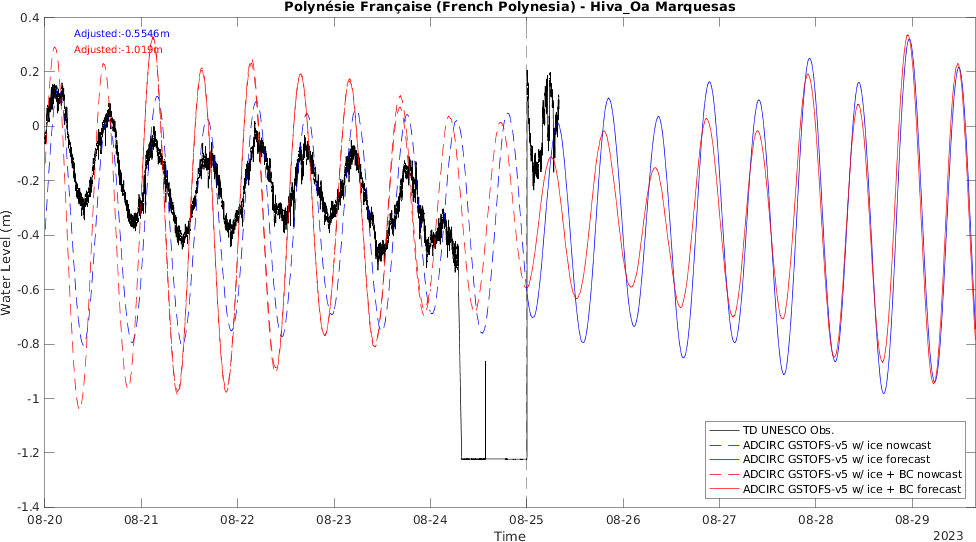 Polynésie Française (French Polynesia) - Hiva_Oa Marquesas
Adjusted:-0.5546m
Adjusted:-1.019m
Water Level (m)
0.4
0.2
0
-0.2
-0.4
-0.6
-0.8
-1
-1.2
-1.4
TD UNESCO Obs.
ADCIRC GSTOFS-v5 w/ ice nowcast
ADCIRC GSTOFS-v5 w/ ice forecast
ADCIRC GSTOFS-v5 w/ ice + BC nowcast
ADCIRC GSTOFS-v5 w/ ice + BC forecast
08-20 08-21 08-22 08-23 08-24 08-25 08-26 08-27 08-28 08-29
Time
2023